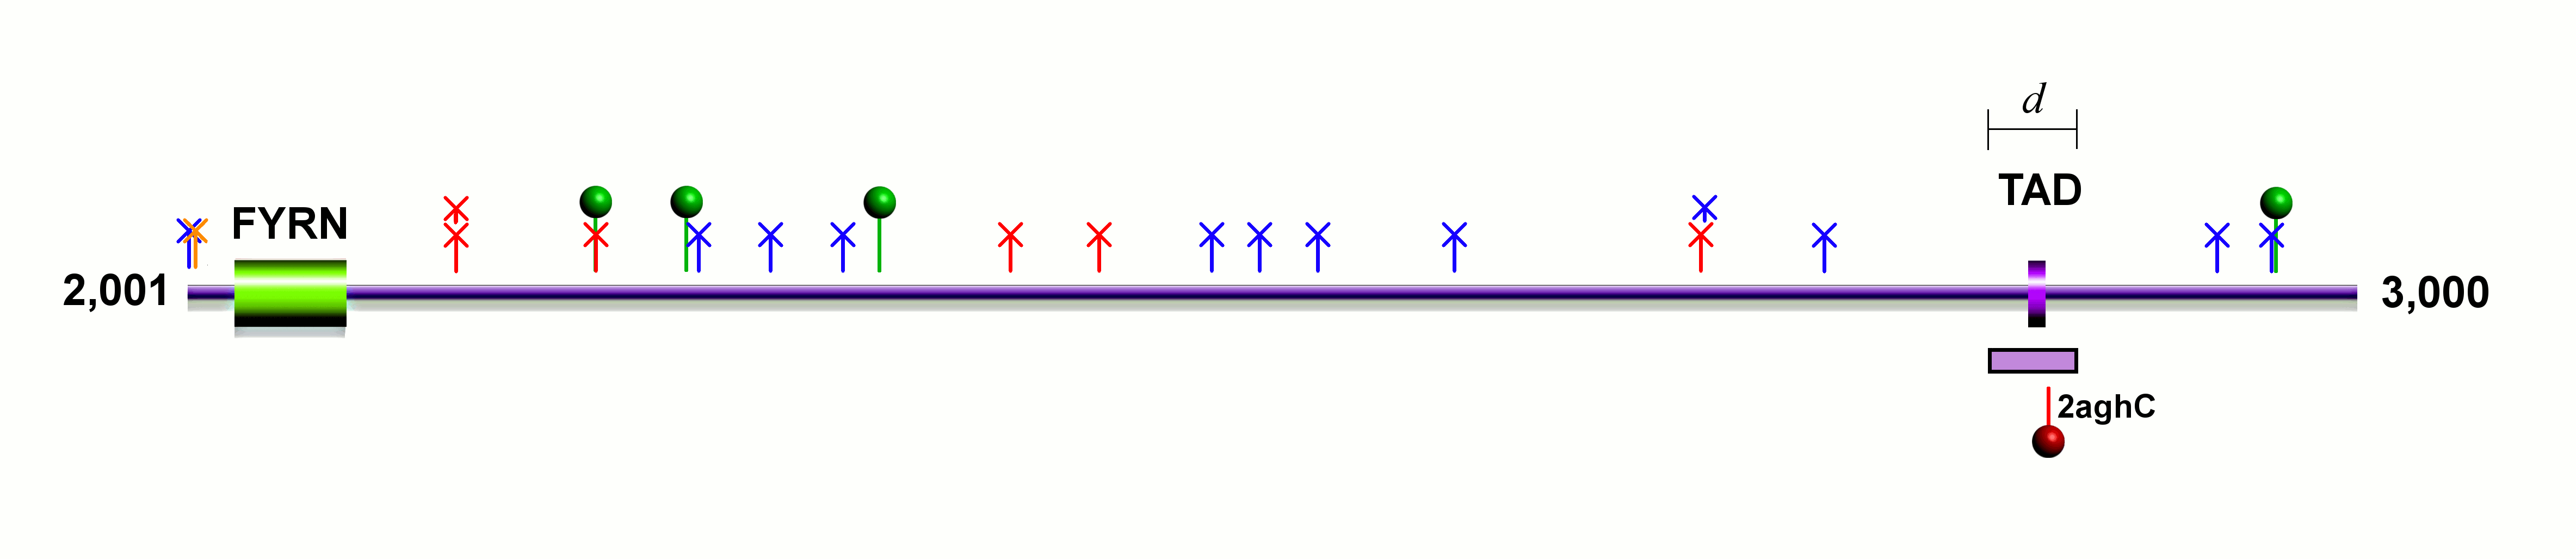 d
TAD
FYRN
2,001
3,000
2aghC